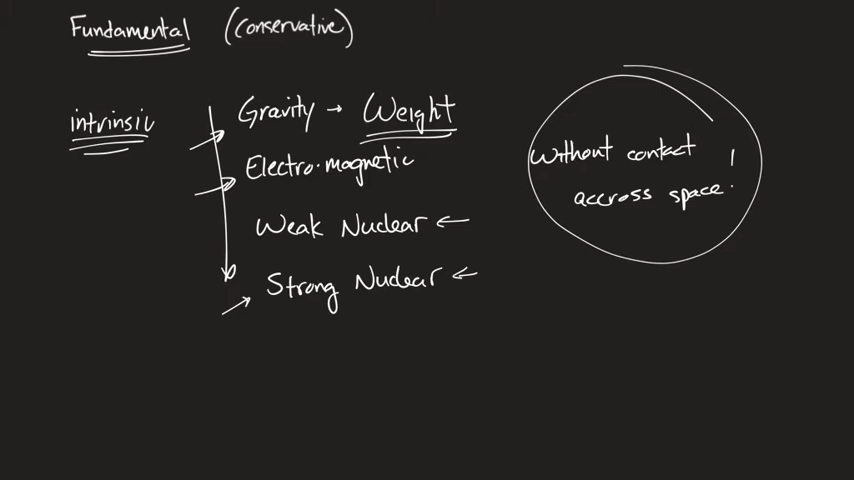 Fundamental (conservative)
intrinsic
Gravity → Weight
Electro-magnetic
Weak Nuclear ←
Strong Nuclear ←
Without contact
accross space!